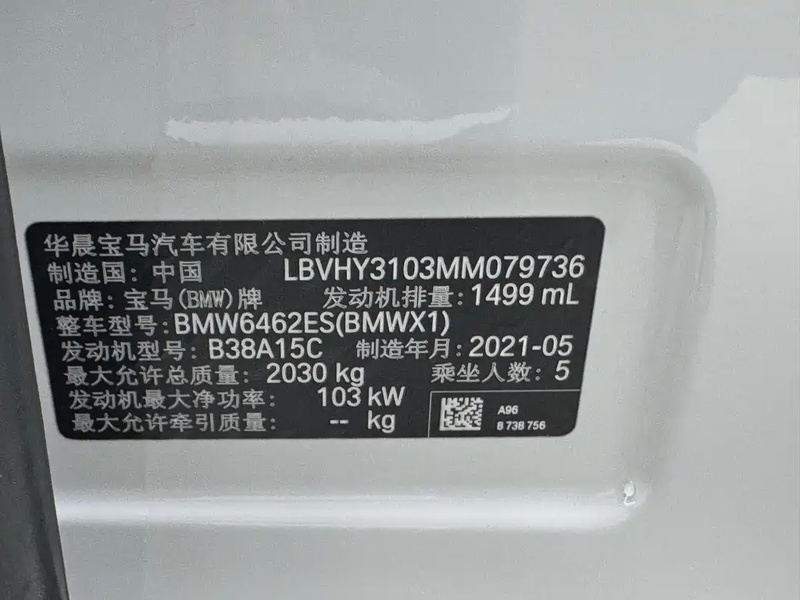 华晨宝马汽车有限公司制造
制造国: 中国 LBVHY3103MM079736
品牌: 宝马(BMW)牌 发动机排量: 1499 mL
整车型号: BMW6462ES(BMWX1)
发动机型号: B38A15C 制造年月: 2021-05
最大允许总质量: 2030 kg 乘坐人数: 5
发动机最大净功率: 103 kW
最大允许牵引质量: -- kg
A96
8 738 756